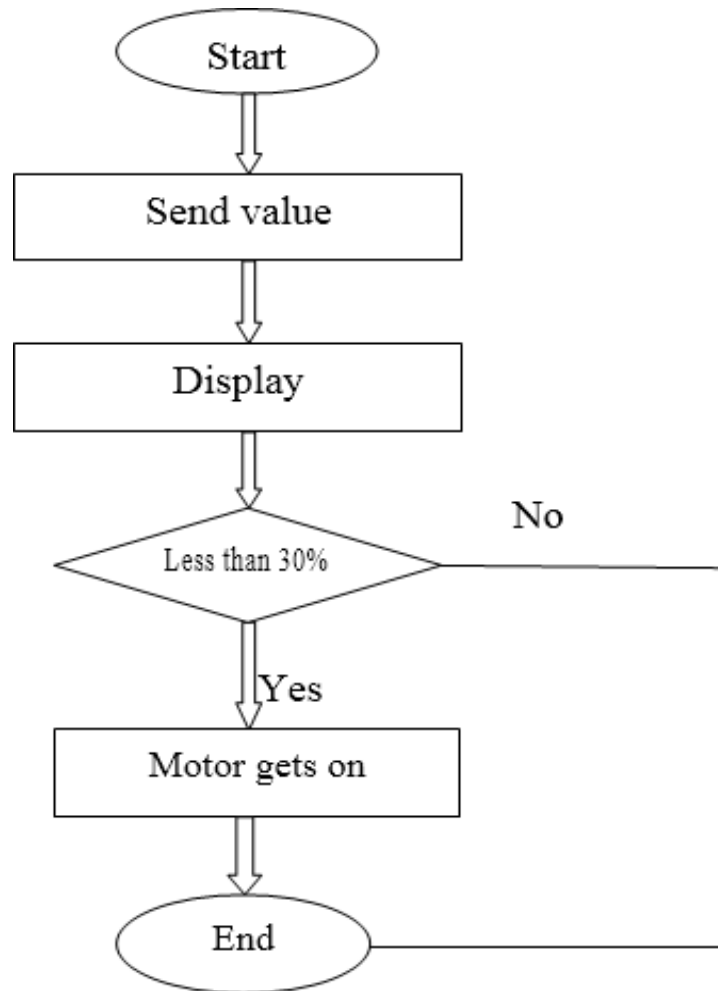 Start
Send value
Display
Less than 30%
No
Yes
Motor gets on
End